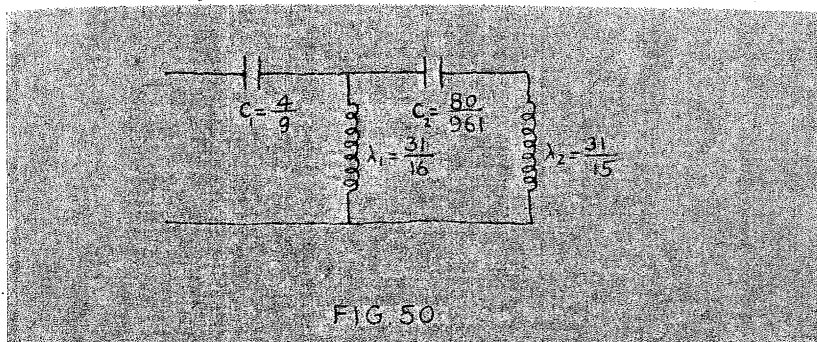 C₁ = 4/9
C₂ = 80/961
λ₁ = 31/16
λ₂ = 31/15
FIG. 50